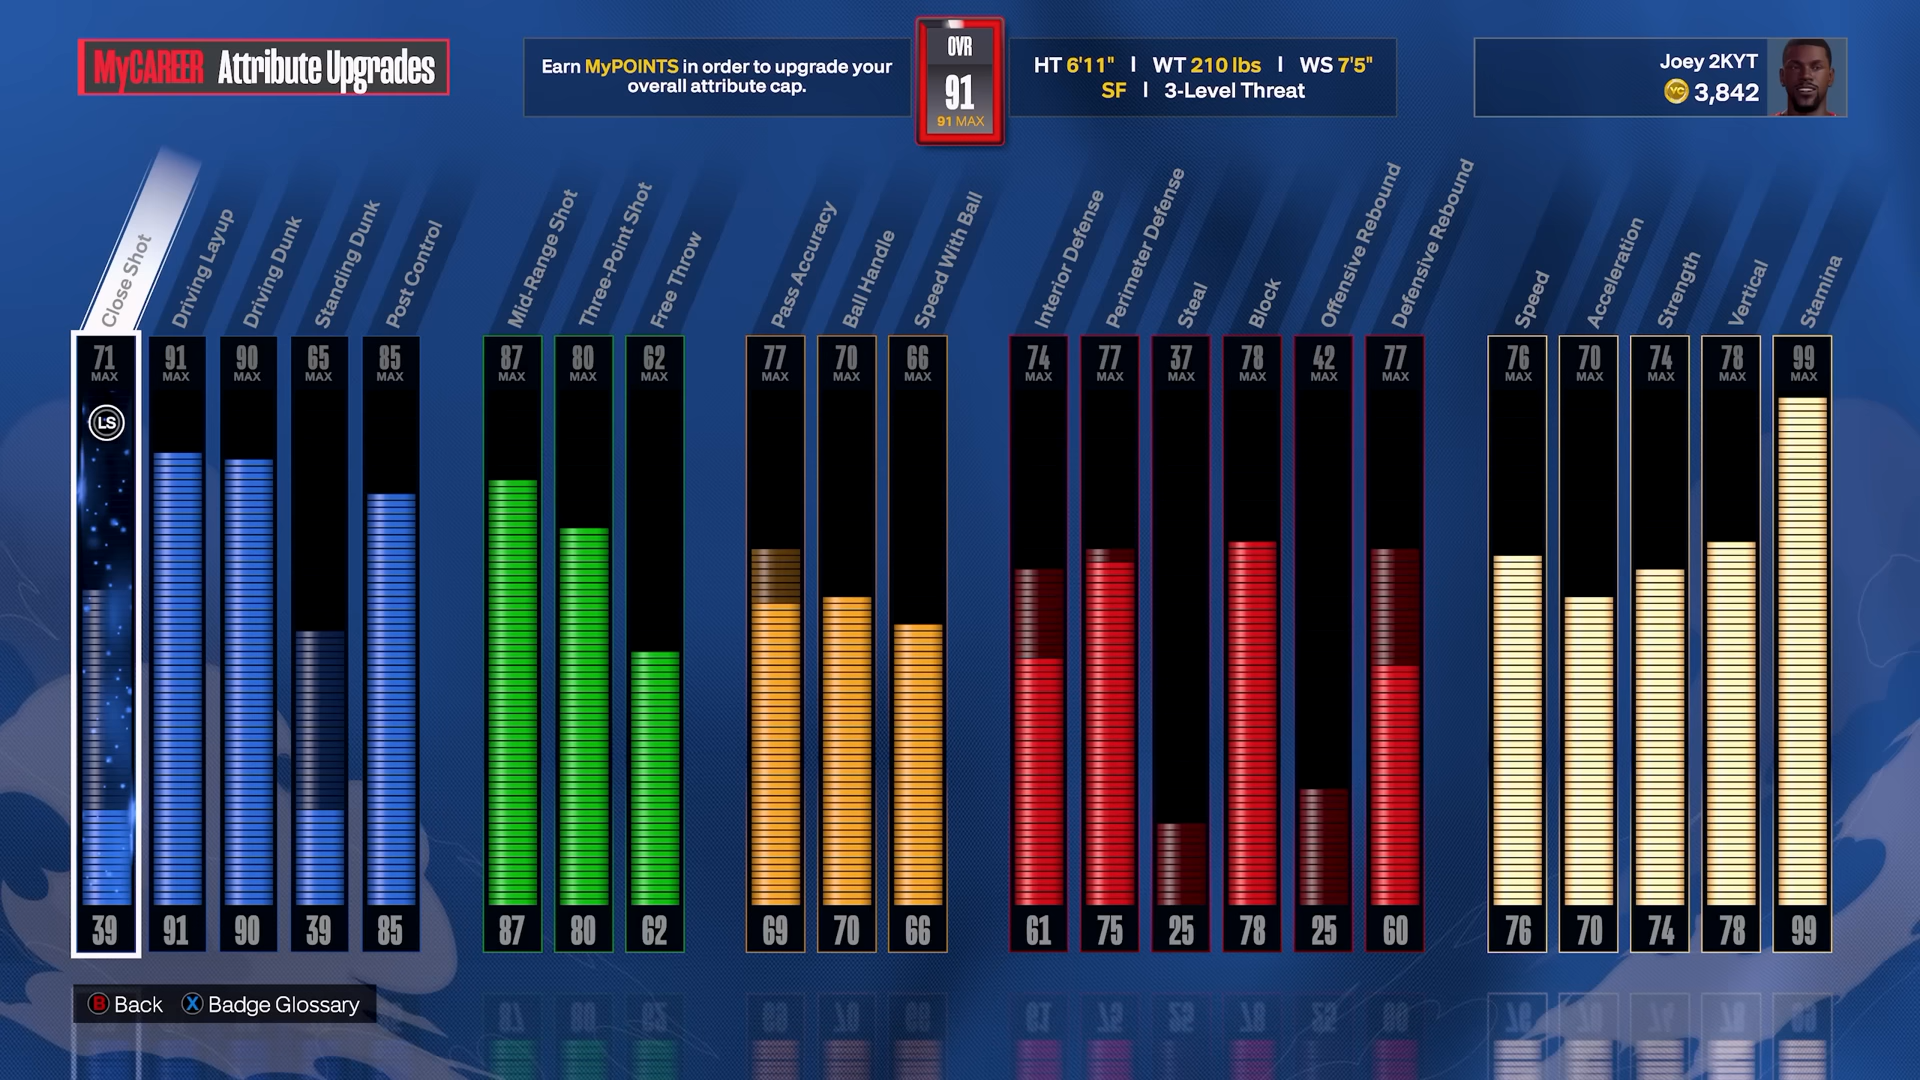 MyCAREER Attribute Upgrades
Earn MyPOINTS in order to upgrade your
overall attribute cap.
OVR
91
91 MAX
HT 6'11" | WT 210 lbs | WS 7'5"
SF | 3-Level Threat
Joey 2KYT
VC 3,842
Close Shot
Driving Layup
Driving Dunk
Standing Dunk
Post Control
Mid-Range Shot
Three-Point Shot
Free Throw
Pass Accuracy
Ball Handle
Speed With Ball
Interior Defense
Perimeter Defense
Steal
Block
Offensive Rebound
Defensive Rebound
Speed
Acceleration
Strength
Vertical
Stamina
71 91 90 65 85 87 80 62 77 70 66 74 77 37 78 42 77 76 70 74 78 99
MAX MAX MAX MAX MAX MAX MAX MAX MAX MAX MAX MAX MAX MAX MAX MAX MAX MAX MAX MAX MAX MAX
LS
39 91 90 39 85 87 80 62 69 70 66 61 75 25 78 25 60 76 70 74 78 99
B Back X Badge Glossary